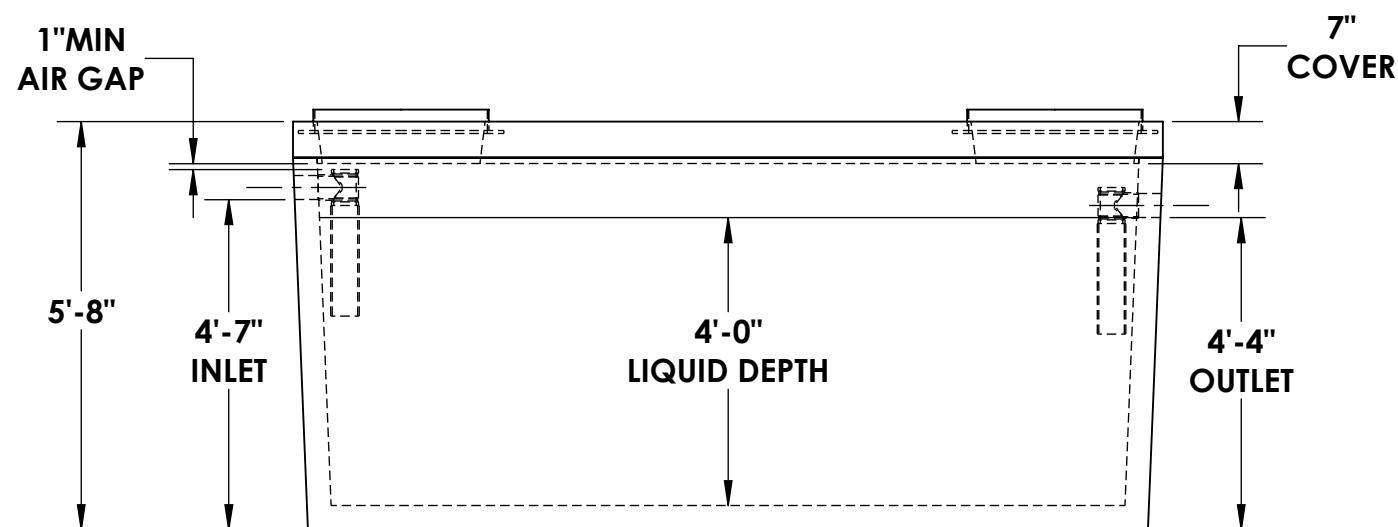 1"MIN
AIR GAP
7"
COVER
5'-8"
4'-7"
INLET
4'-0"
LIQUID DEPTH
4'-4"
OUTLET